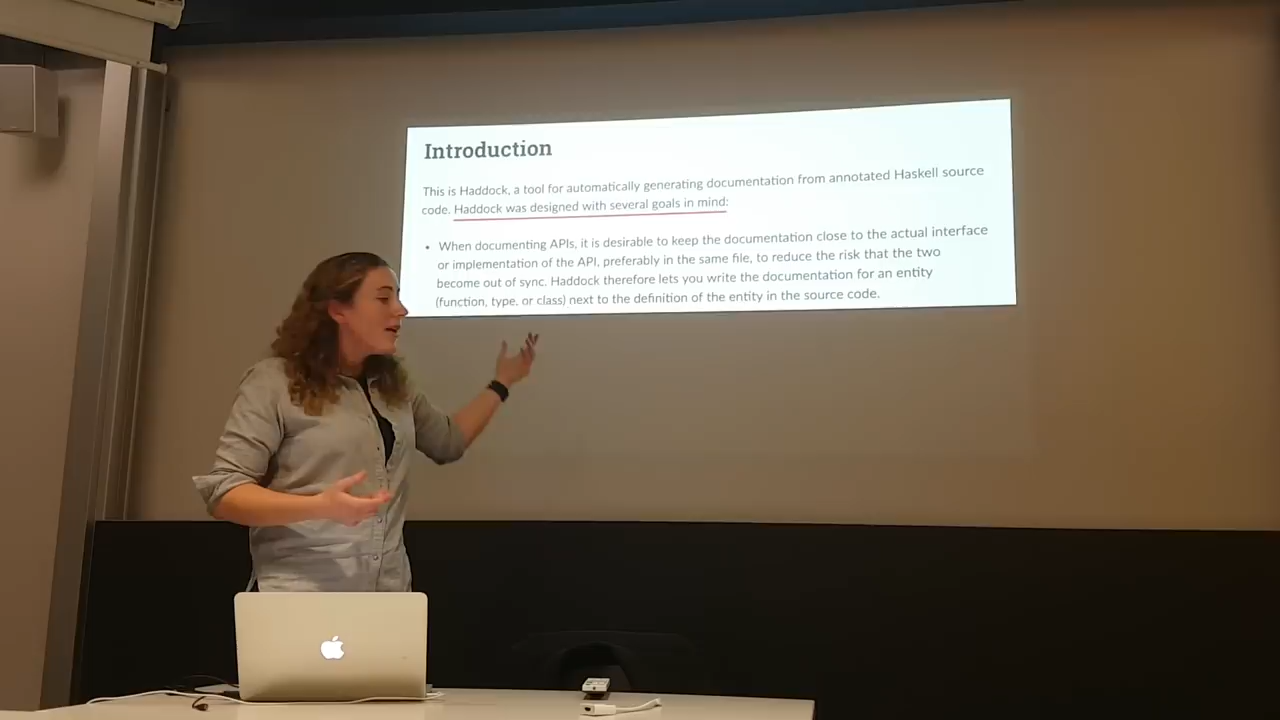 Introduction
This is Haddock, a tool for automatically generating documentation from annotated Haskell source
code. Haddock was designed with several goals in mind:
• When documenting APIs, it is desirable to keep the documentation close to the actual interface
or implementation of the API, preferably in the same file, to reduce the risk that the two
become out of sync. Haddock therefore lets you write the documentation for an entity
(function, type, or class) next to the definition of the entity in the source code.